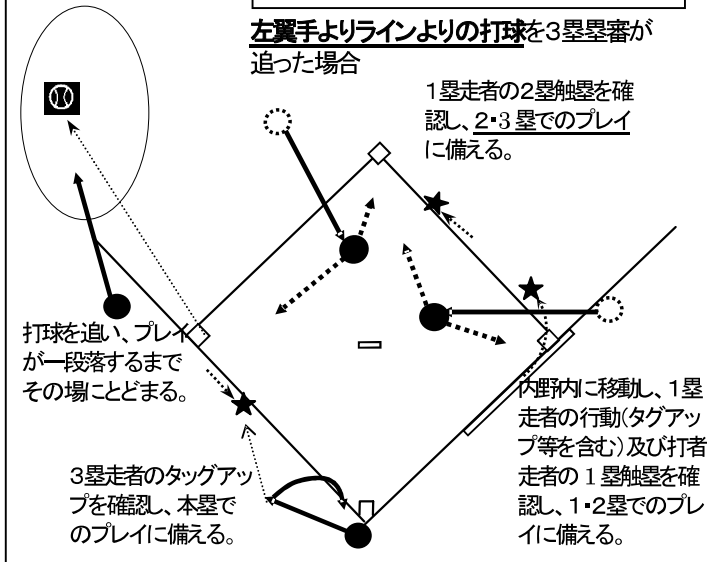 左翼手よりラインよりの打球を3塁塁審が
追った場合
1塁走者の2塁触塁を確
認し、2・3塁でのプレイ
に備える。
打球を追い、プレイ
が一段落するまで
その場にとどまる。
3塁走者のタッグアッ
プを確認し、本塁で
のプレイに備える。
内野内に移動し、1塁
走者の行動(タグアッ
プ等を含む)及び打者
走者の1塁触塁を確
認し、1・2塁でのプレ
イに備える。